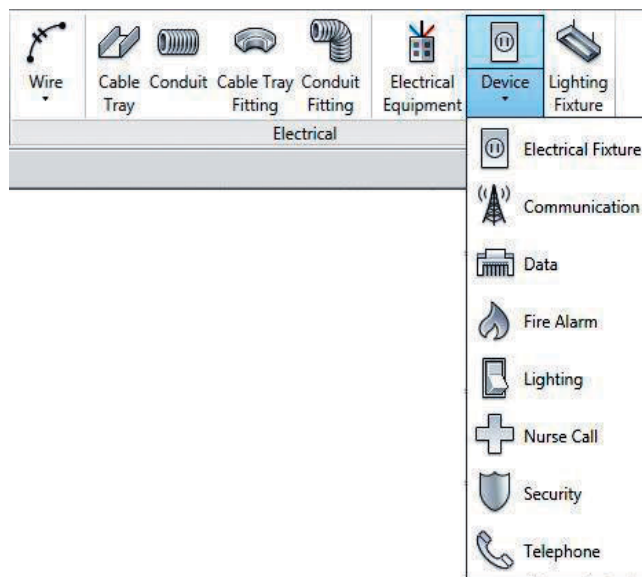 Wire
Cable
Tray
Conduit
Cable Tray
Fitting
Conduit
Fitting
Electrical
Equipment
Device
Lighting
Fixture
Electrical
Electrical Fixture
Communication
Data
Fire Alarm
Lighting
Nurse Call
Security
Telephone